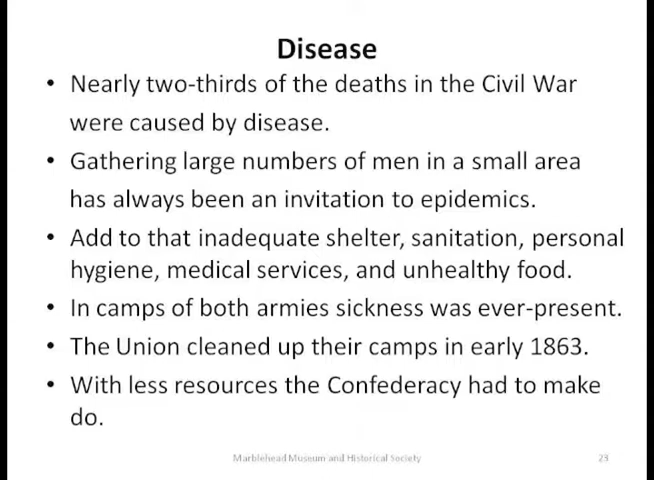 Disease
• Nearly two-thirds of the deaths in the Civil War
were caused by disease.
• Gathering large numbers of men in a small area
has always been an invitation to epidemics.
• Add to that inadequate shelter, sanitation, personal
hygiene, medical services, and unhealthy food.
• In camps of both armies sickness was ever-present.
• The Union cleaned up their camps in early 1863.
• With less resources the Confederacy had to make
do.
Marblehead Museum and Historical Society 23